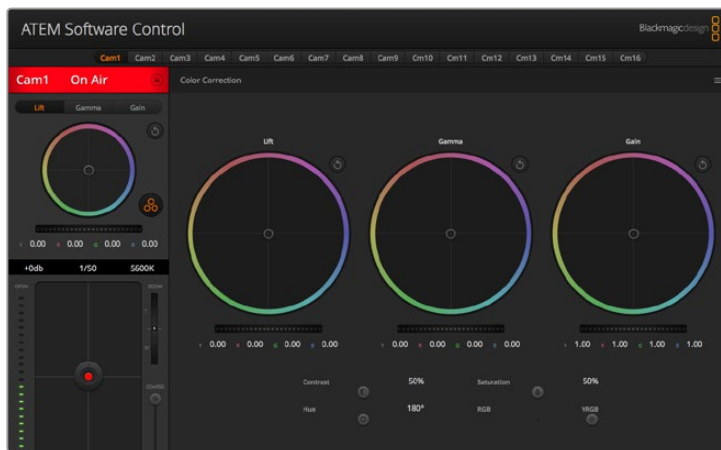 ATEM Software Control
Blackmagicdesign
Cam1 Cam2 Cam3 Cam4 Cam5 Cam6 Cam7 Cam8 Cam9 Cm10 Cm11 Cm12 Cm13 Cm14 Cm15 Cm16
Cam1 On Air
Color Correction
Lift Gamma Gain
Lift Gamma Gain
Y 0.00 R 0.00 G 0.00 B 0.00
+0db 1/50 5600K
OPEN ZOOM
T
W
Y 0.00 R 0.00 G 0.00 B 0.00 Y 0.00 R 0.00 G 0.00 B 0.00 Y 1.00 R 1.00 G 1.00 B 1.00
COARSE
Contrast 50% Saturation 50%
Hue 180° RGB YRGB